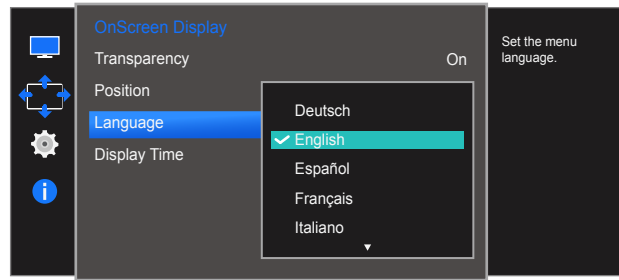 OnScreen Display
Transparency On
Position
Language
Display Time
Deutsch
English
Español
Français
Italiano
Set the menu
language.